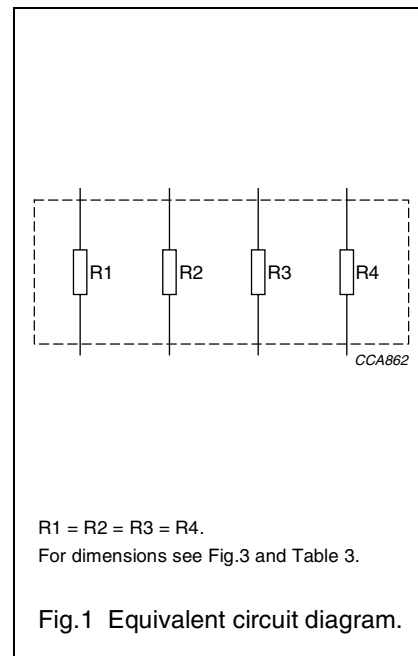 R1 R2 R3 R4
CCA862
R1 = R2 = R3 = R4.
For dimensions see Fig.3 and Table 3.
Fig.1 Equivalent circuit diagram.